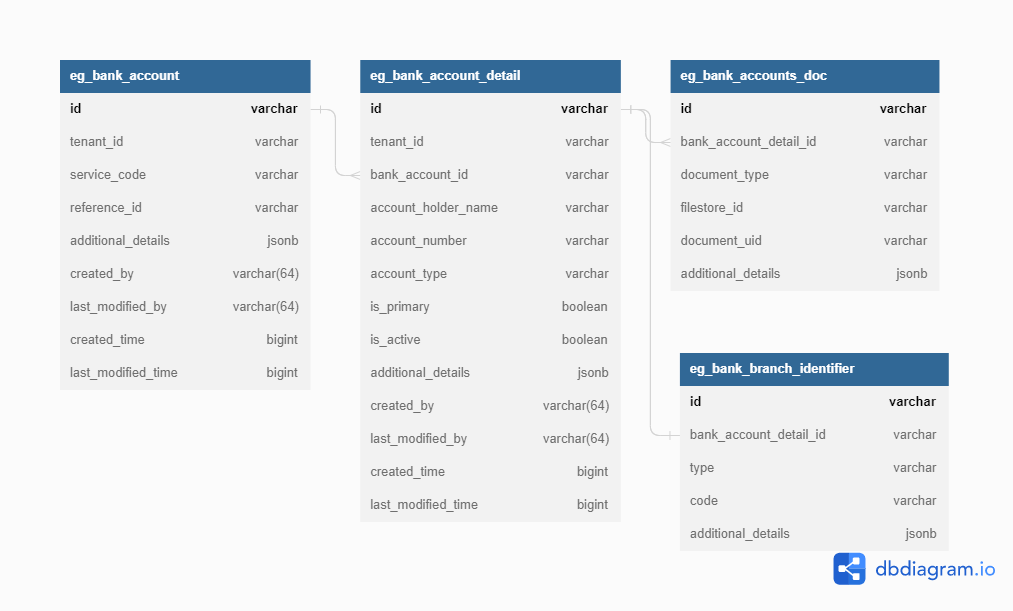 eg_bank_account
id varchar
tenant_id varchar
service_code varchar
reference_id varchar
additional_details jsonb
created_by varchar(64)
last_modified_by varchar(64)
created_time bigint
last_modified_time bigint
eg_bank_account_detail
id varchar
tenant_id varchar
bank_account_id varchar
account_holder_name varchar
account_number varchar
account_type varchar
is_primary boolean
is_active boolean
additional_details jsonb
created_by varchar(64)
last_modified_by varchar(64)
created_time bigint
last_modified_time bigint
eg_bank_accounts_doc
id varchar
bank_account_detail_id varchar
document_type varchar
filestore_id varchar
document_uid varchar
additional_details jsonb
eg_bank_branch_identifier
id varchar
bank_account_detail_id varchar
type varchar
code varchar
additional_details jsonb
dbdiagram.io